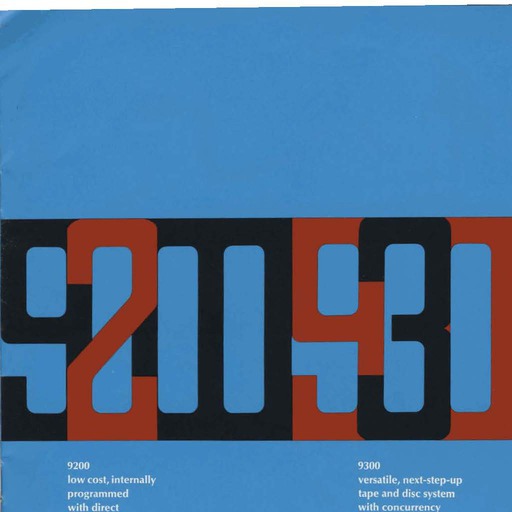 9200 930
9200
low cost, internally
programmed
with direct
9300
versatile, next-step-up
tape and disc system
with concurrency